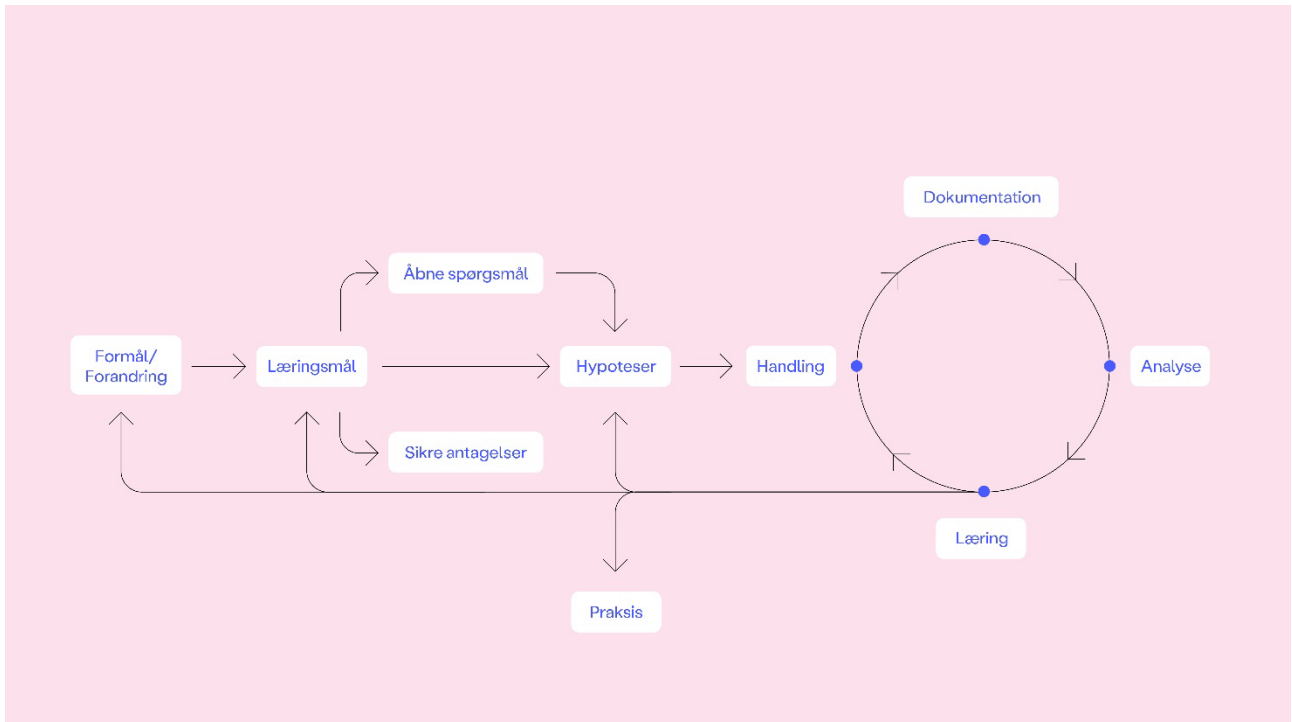 Dokumentation
Åbne spørgsmål
Formål/
Forandring
Læringsmål
Hypoteser
Handling
Analyse
Sikre antagelser
Læring
Praksis